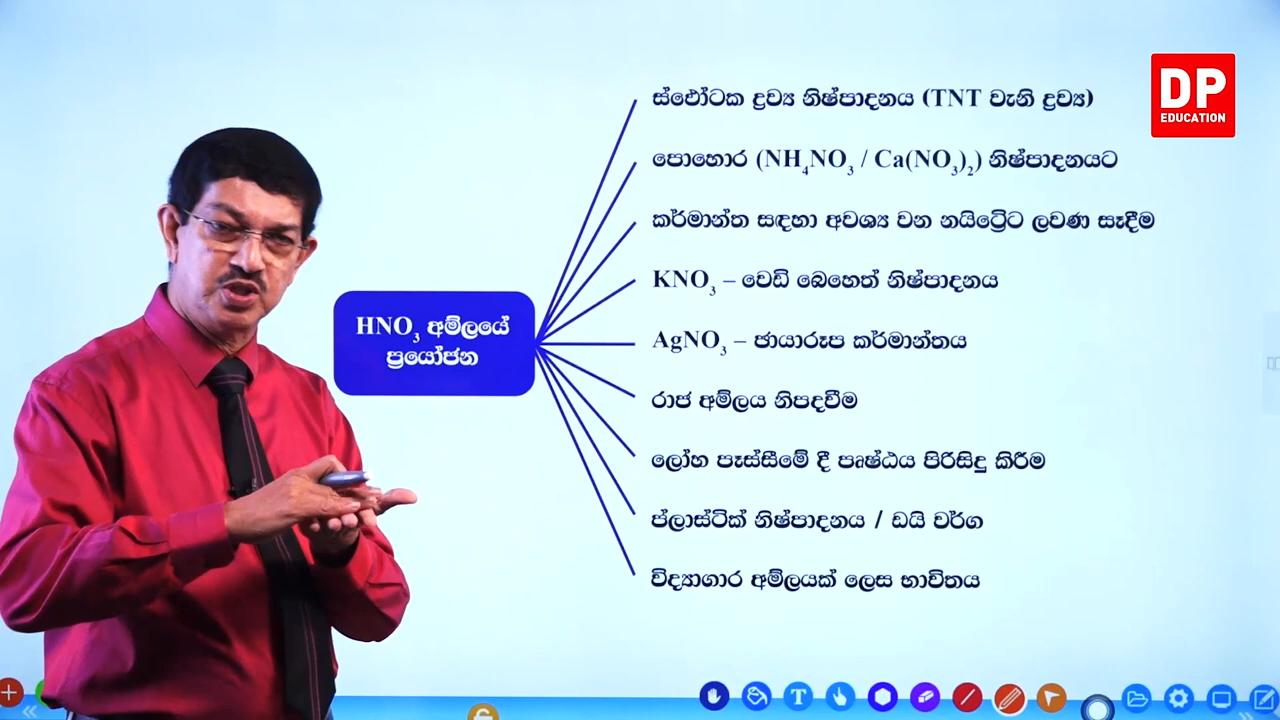 DP
EDUCATION
ස්ඵෝටක ද්‍රව්‍ය නිෂ්පාදනය (TNT වැනි ද්‍රව්‍ය)
පොහොර (NH₄NO₃ / Ca(NO₃)₂) නිෂ්පාදනයට
කර්මාන්ත සඳහා අවශ්‍ය වන නයිට්‍රේට ලවණ සෑදීම
KNO₃ – වෙඩි බෙහෙත් නිෂ්පාදනය
HNO₃ අම්ලයේ
ප්‍රයෝජන
AgNO₃ – ඡායාරූප කර්මාන්තය
රාජ අම්ලය නිපදවීම
ලෝහ පෑස්සීමේ දී පෘෂ්ඨය පිරිසිදු කිරීම
ප්ලාස්ටික් නිෂ්පාදනය / ඩයි වර්ග
විද්‍යාගාර අම්ලයක් ලෙස භාවිතය